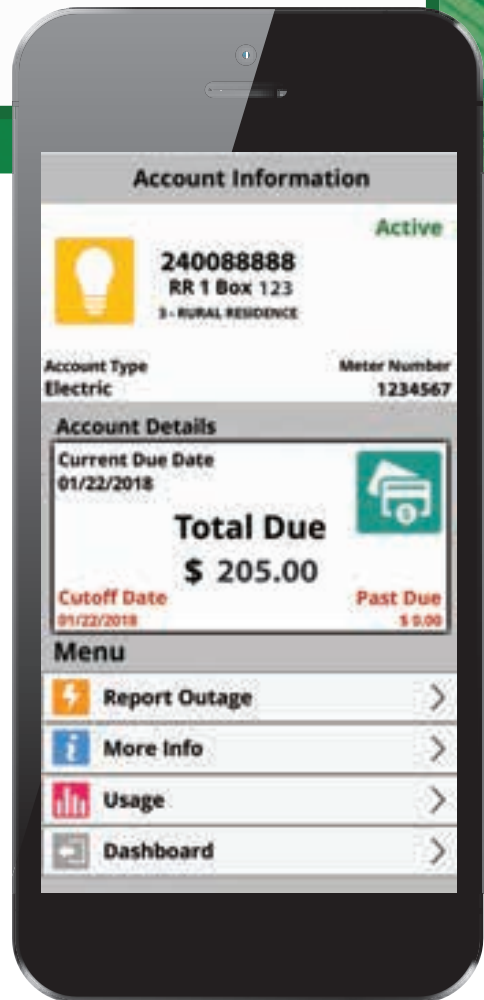 Account Information
Active
240088888
RR 1 Box 123
3 - RURAL RESIDENCE
Account Type
Meter Number
Electric
1234567
Account Details
Current Due Date
01/22/2018
Total Due
$ 205.00
Cutoff Date
Past Due
01/22/2018
$ 0.00
Menu
Report Outage
More Info
Usage
Dashboard